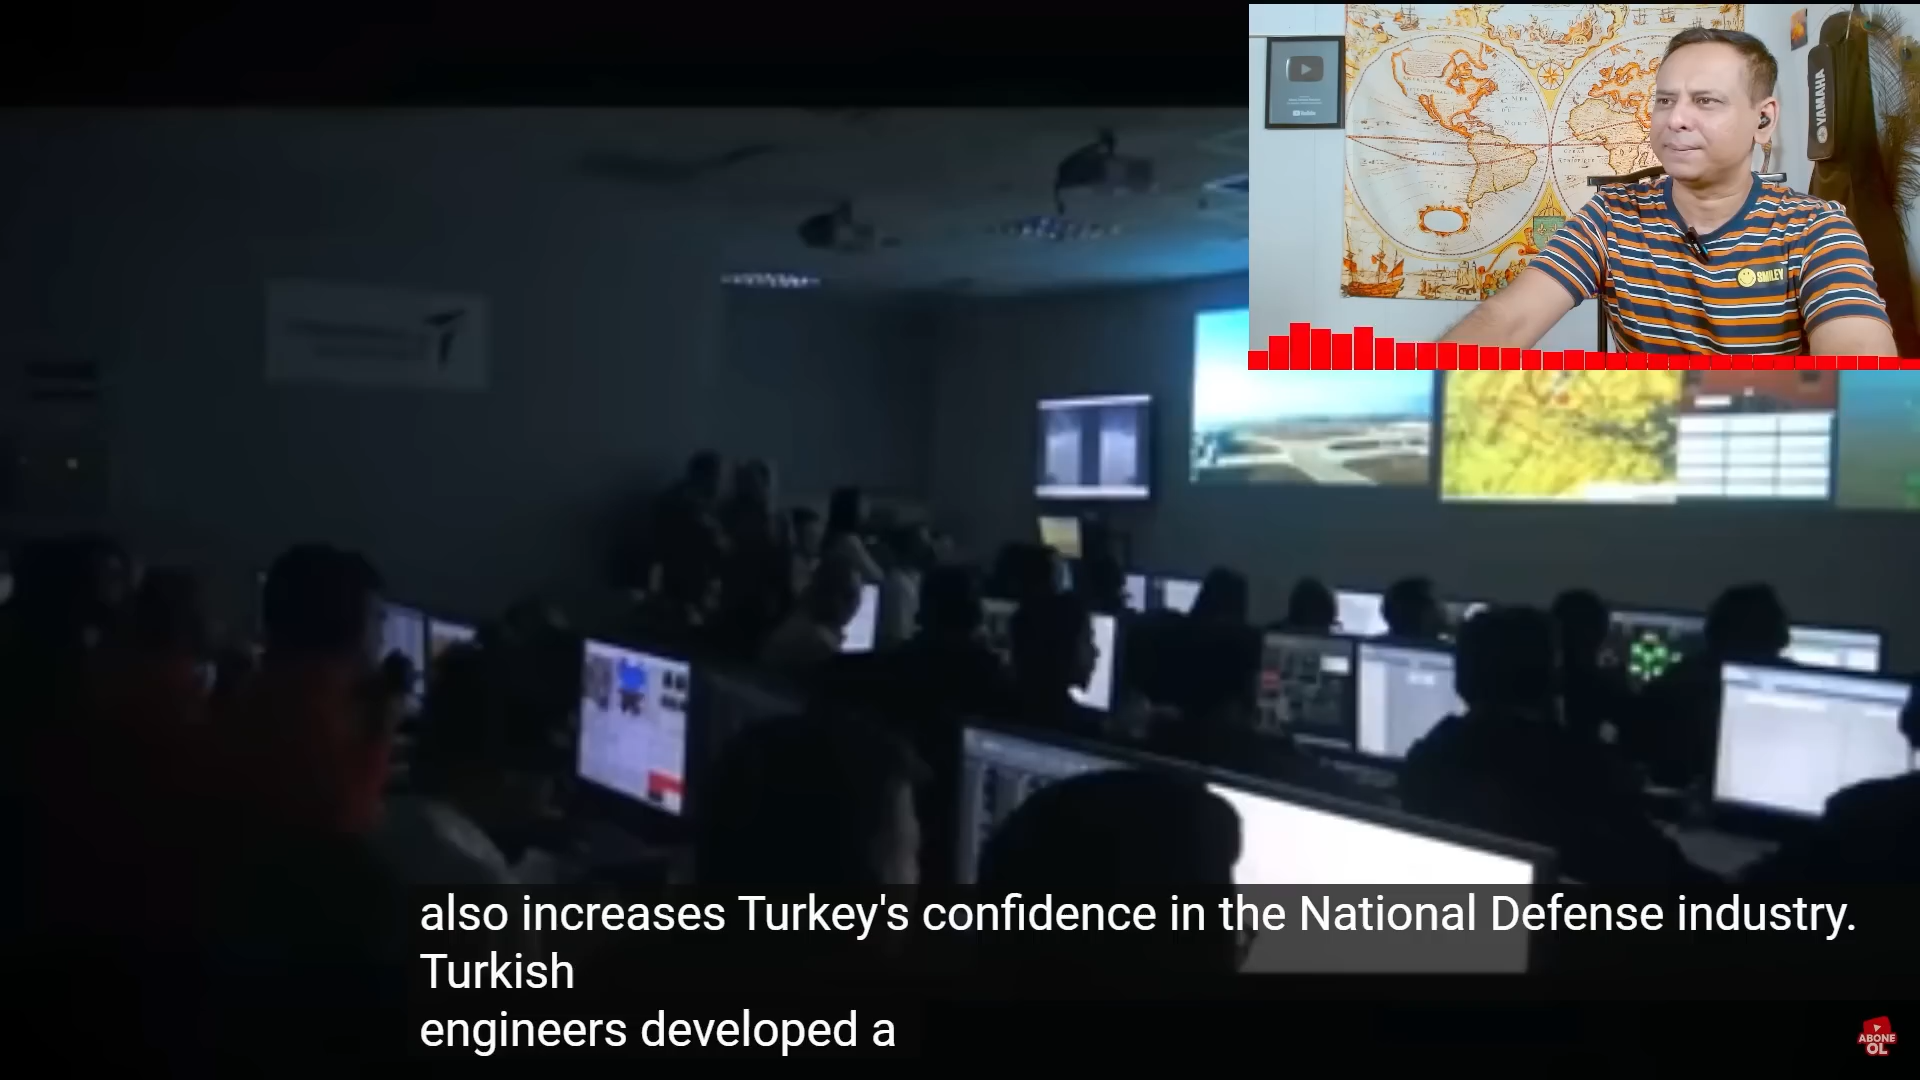 YAMAHA
SMILEY
also increases Turkey's confidence in the National Defense industry.
Turkish
engineers developed a
ABONE
OL